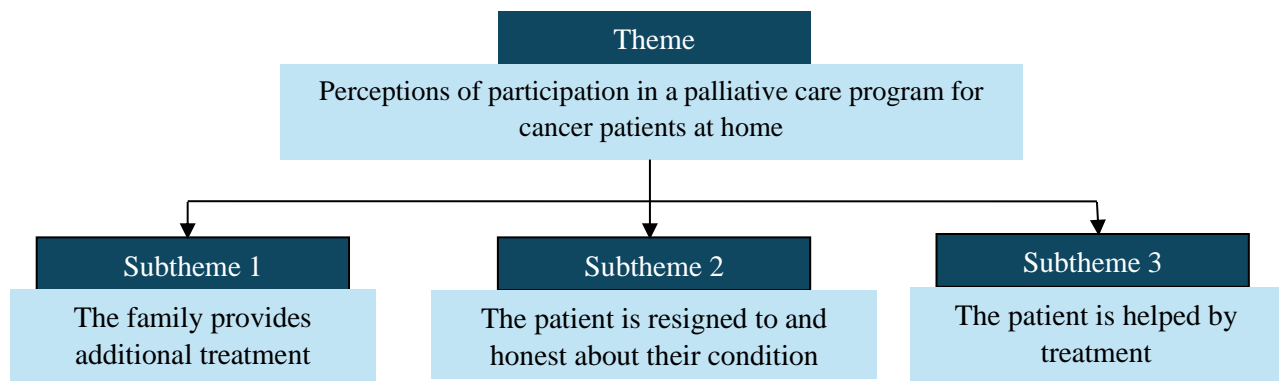 Theme
Perceptions of participation in a palliative care program for
cancer patients at home
Subtheme 1
The family provides
additional treatment
Subtheme 2
The patient is resigned to and
honest about their condition
Subtheme 3
The patient is helped by
treatment